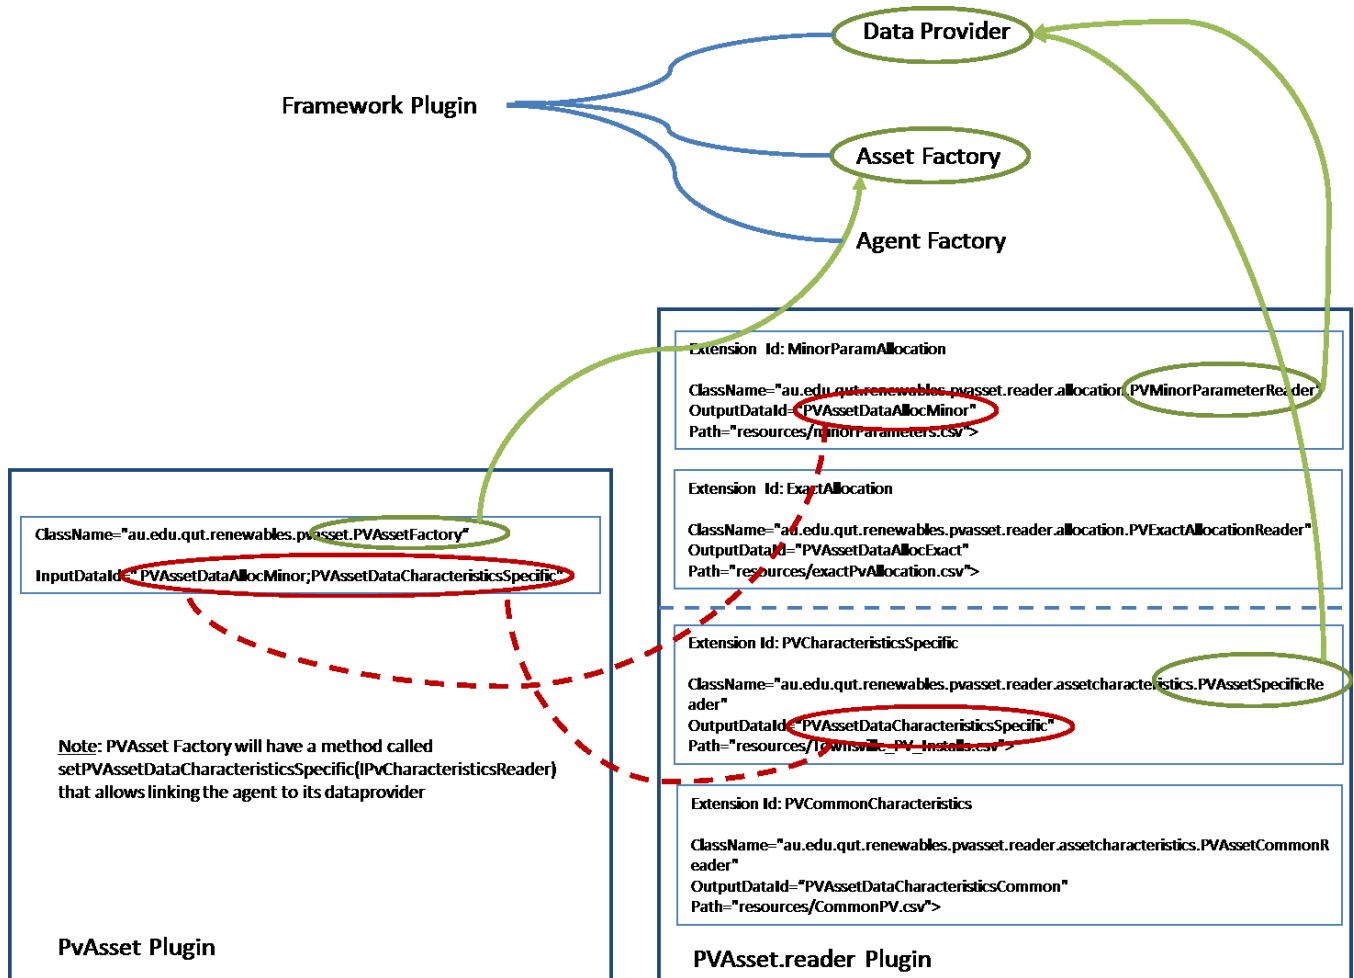 Data Provider
Framework Plugin
Asset Factory
Agent Factory
Extension Id: MinorParamAllocation
ClassName="au.edu.qut.renewables.pvasset.reader.allocation.PVMinorParameterReader"
OutputDataId="PVAssetDataAllocMinor"
Path="resources/minorParameters.csv">
Extension Id: ExactAllocation
ClassName="au.edu.qut.renewables.pvasset.reader.allocation.PVExactAllocationReader"
OutputDataId="PVAssetDataAllocExact"
Path="resources/exactPvAllocation.csv">
ClassName="au.edu.qut.renewables.pvasset.PVAssetFactory"
InputDataId=" PVAssetDataAllocMinor;PVAssetDataCharacteristicsSpecific"
Extension Id: PVCharacteristicsSpecific
ClassName="au.edu.qut.renewables.pvasset.reader.assetcharacteristics.PVAssetSpecificRe
ader"
OutputDataId="PVAssetDataCharacteristicsSpecific"
Path="resources/Townsville_PV_Installs.csv">
Note: PVAsset Factory will have a method called
setPVAssetDataCharacteristicsSpecific(IPvCharacteristicsReader)
that allows linking the agent to its dataprovider
Extension Id: PVCommonCharacteristics
ClassName="au.edu.qut.renewables.pvasset.reader.assetcharacteristics.PVAssetCommonR
eader"
OutputDataId="PVAssetDataCharacteristicsCommon"
Path="resources/CommonPV.csv">
PvAsset Plugin
PVAsset.reader Plugin